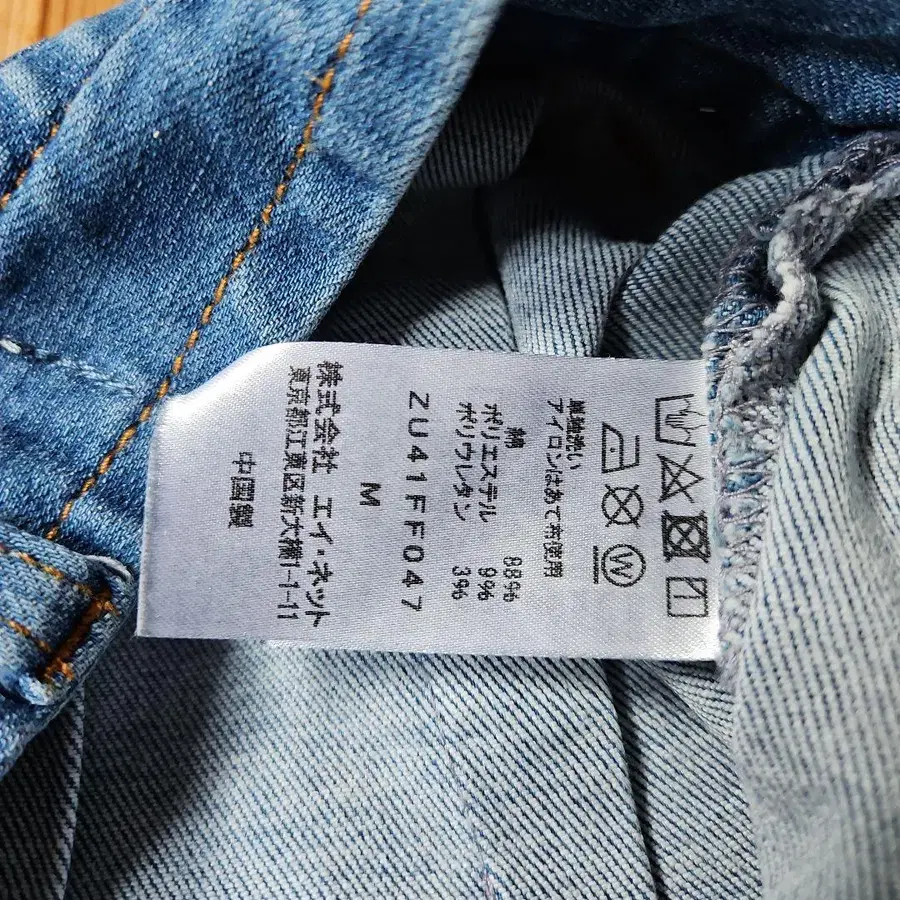 W
単独洗い
アイロンはあて布使用
綿 88%
ポリエステル 9%
ポリウレタン 3%
ZU41FF047
M
株式会社 エイ・ネット
東京都江東区新大橋1-1-11
中国製